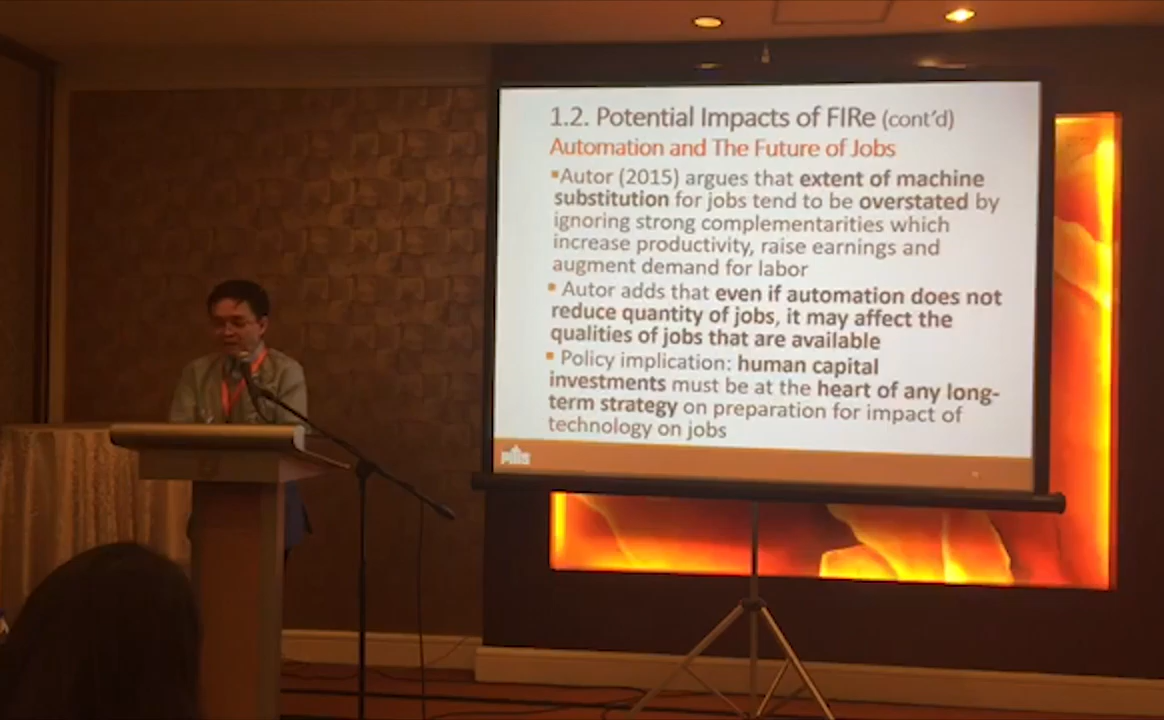 1.2. Potential Impacts of FIRe (cont'd)
Automation and The Future of Jobs
▪Autor (2015) argues that extent of machine
substitution for jobs tend to be overstated by
ignoring strong complementarities which
increase productivity, raise earnings and
augment demand for labor
▪ Autor adds that even if automation does not
reduce quantity of jobs, it may affect the
qualities of jobs that are available
▪ Policy implication: human capital
investments must be at the heart of any long-
term strategy on preparation for impact of
technology on jobs
PIDS